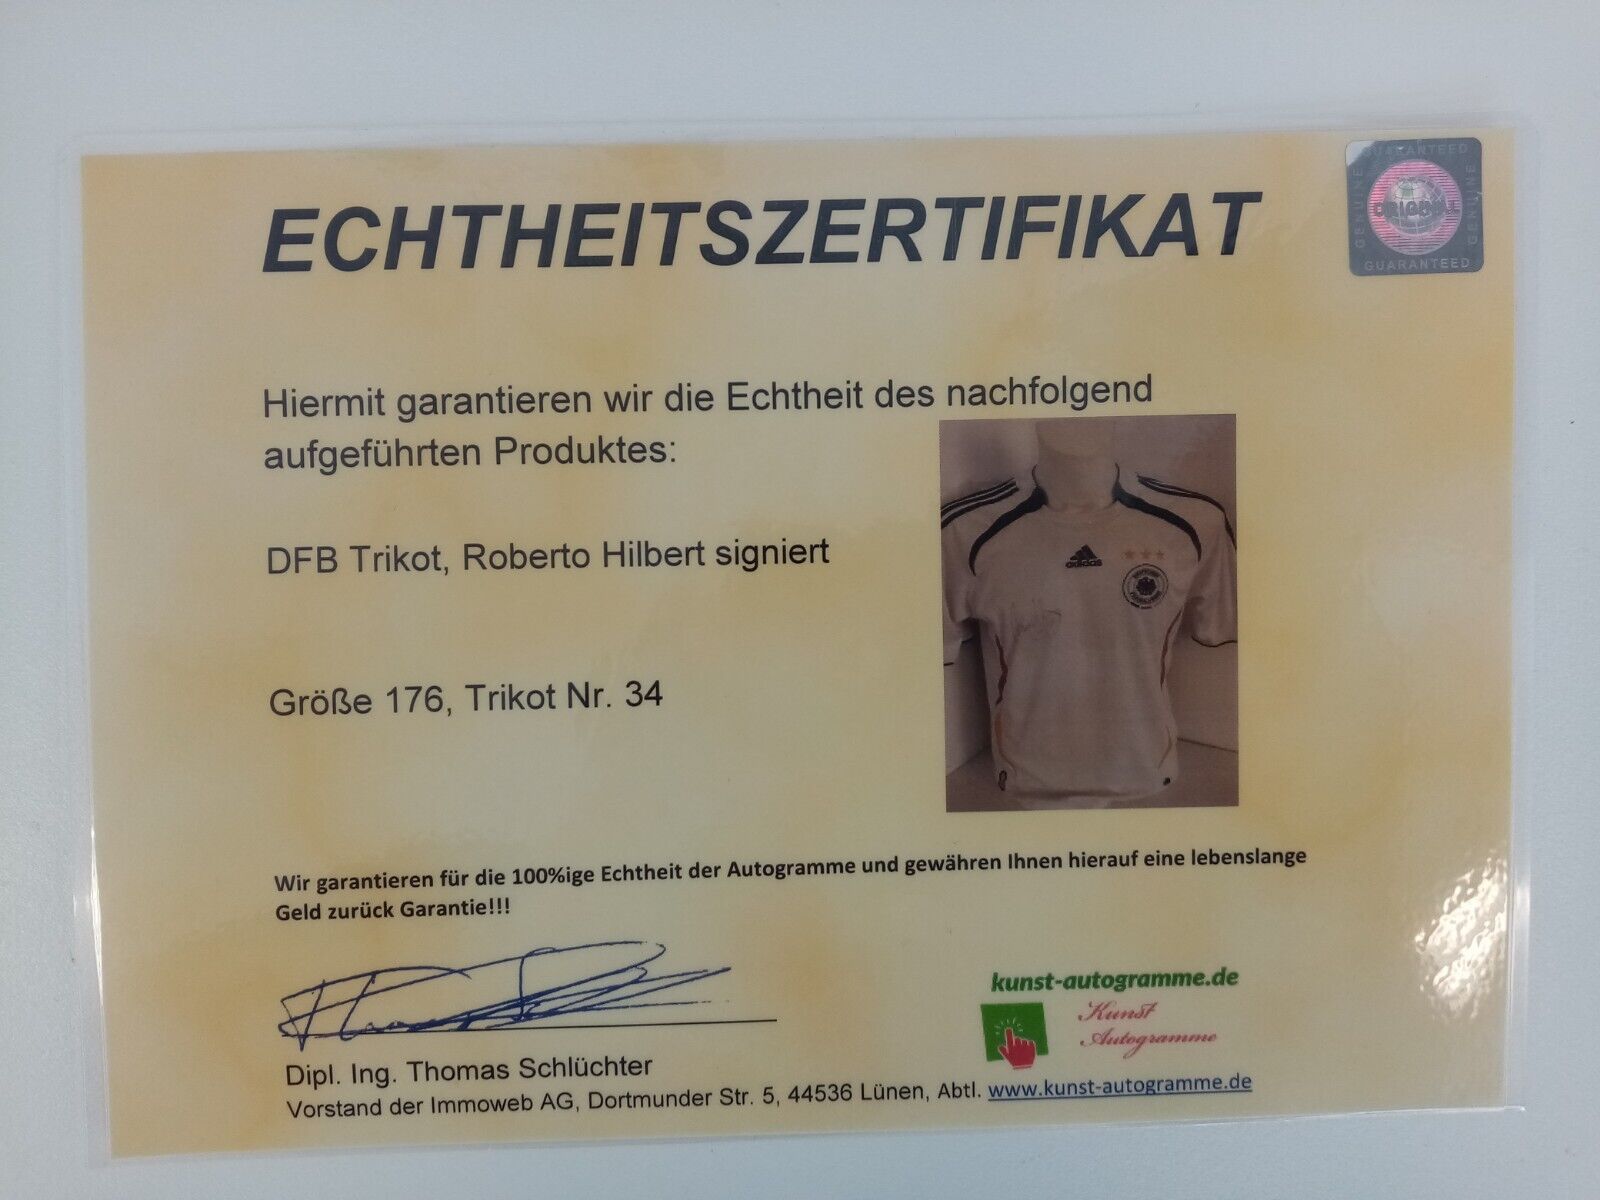 GUARANTEED
GENUINE
ORIGINAL
GENUINE
GUARANTEED
ECHTHEITSZERTIFIKAT
Hiermit garantieren wir die Echtheit des nachfolgend
aufgeführten Produktes:
adidas
DFB Trikot, Roberto Hilbert signiert
Größe 176, Trikot Nr. 34
Wir garantieren für die 100%ige Echtheit der Autogramme und gewähren Ihnen hierauf eine lebenslange
Geld zurück Garantie!!!
kunst-autogramme.de
Kunst
Autogramme
Dipl. Ing. Thomas Schlüchter
Vorstand der Immoweb AG, Dortmunder Str. 5, 44536 Lünen, Abtl. www.kunst-autogramme.de